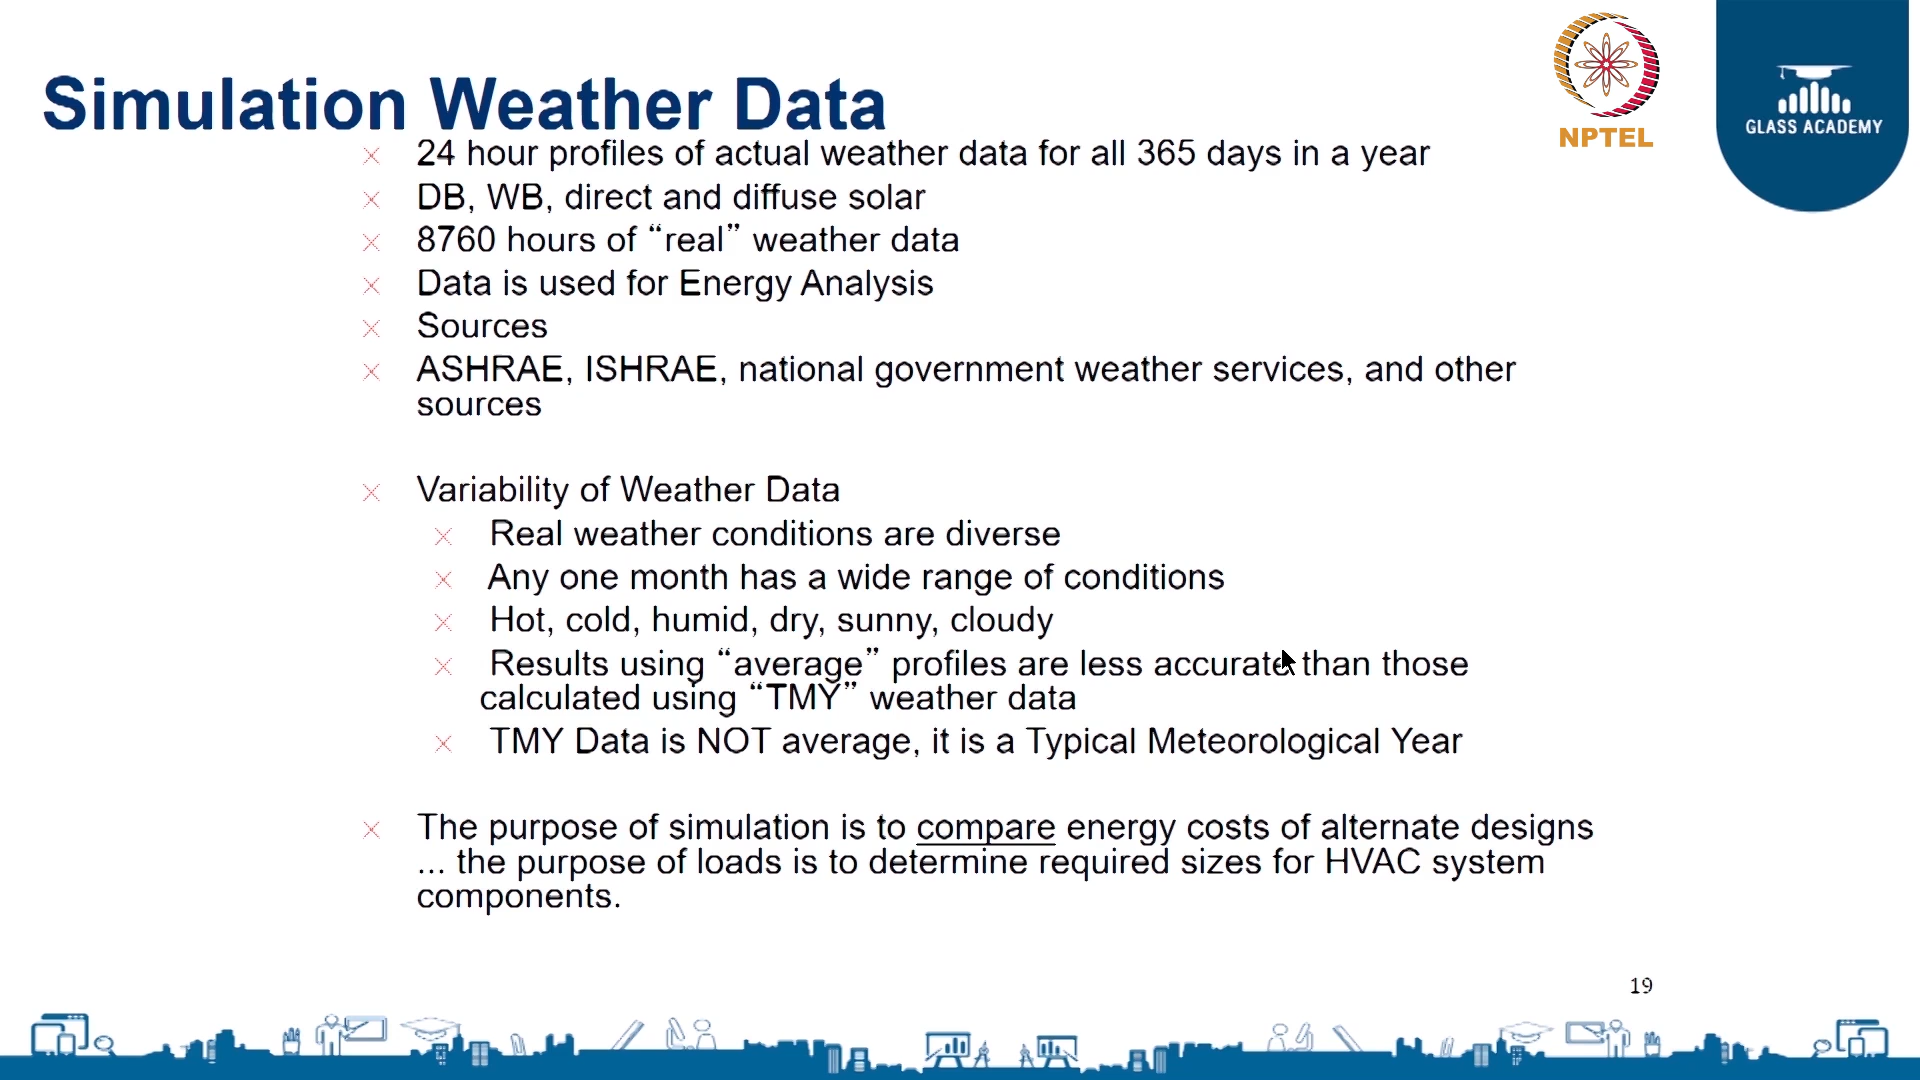 Simulation Weather Data
NPTEL
GLASS ACADEMY
24 hour profiles of actual weather data for all 365 days in a year
DB, WB, direct and diffuse solar
8760 hours of “real” weather data
Data is used for Energy Analysis
Sources
ASHRAE, ISHRAE, national government weather services, and other
sources
Variability of Weather Data
Real weather conditions are diverse
Any one month has a wide range of conditions
Hot, cold, humid, dry, sunny, cloudy
Results using “average” profiles are less accurate than those
calculated using “TMY” weather data
TMY Data is NOT average, it is a Typical Meteorological Year
The purpose of simulation is to compare energy costs of alternate designs
... the purpose of loads is to determine required sizes for HVAC system
components.
19